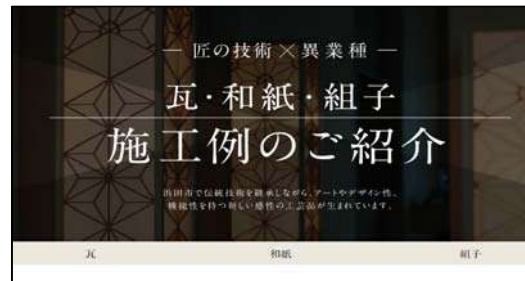 — 匠の技術×異業種 —
瓦・和紙・組子
施工例のご紹介
浜田市で伝統技術を継承しながら、アートやデザイン性、
機能性を持つ新しい感性の工芸品が生まれています。
瓦
和紙
組子